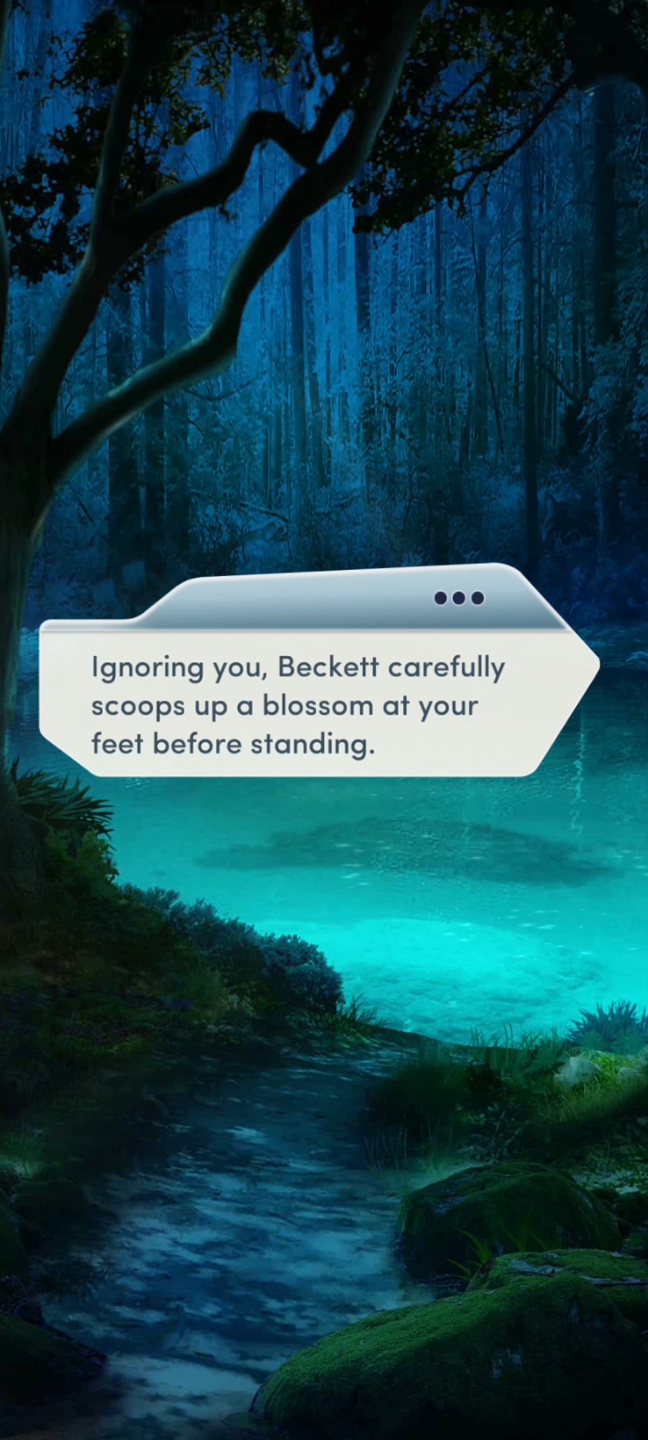 Ignoring you, Beckett carefully
scoops up a blossom at your
feet before standing.